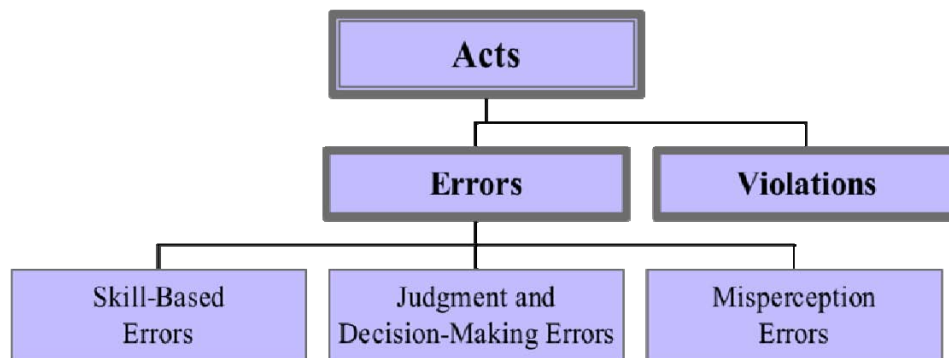 Acts
Errors
Violations
Skill-Based
Errors
Judgment and
Decision-Making Errors
Misperception
Errors